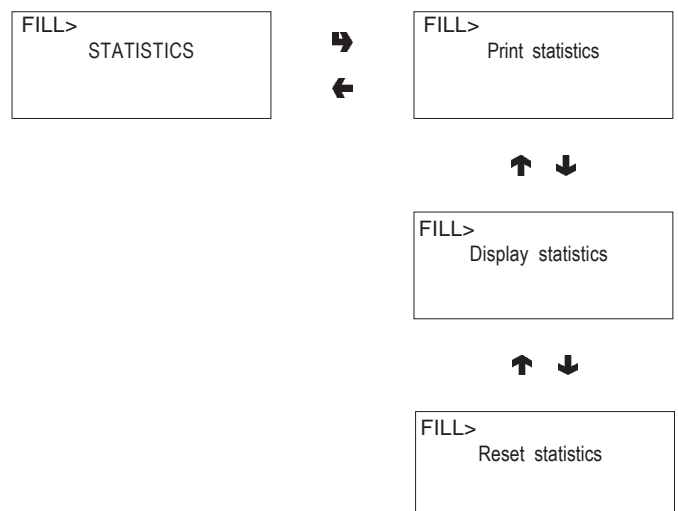 FILL>
STATISTICS
FILL>
Print statistics
FILL>
Display statistics
FILL>
Reset statistics